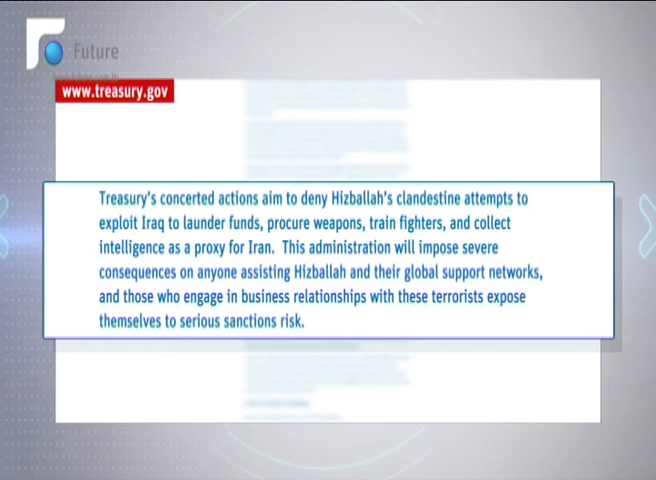 Future
www.treasury.gov
Treasury's concerted actions aim to deny Hizballah's clandestine attempts to
exploit Iraq to launder funds, procure weapons, train fighters, and collect
intelligence as a proxy for Iran. This administration will impose severe
consequences on anyone assisting Hizballah and their global support networks,
and those who engage in business relationships with these terrorists expose
themselves to serious sanctions risk.